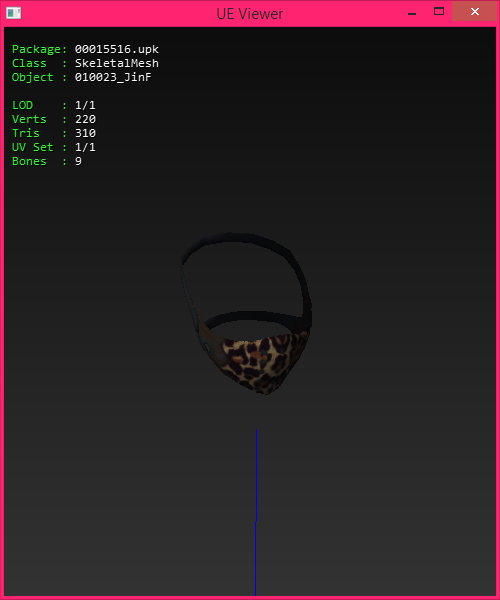 UE Viewer
Package: 00015516.upk
Class  : SkeletalMesh
Object : 010023_JinF
LOD    : 1/1
Verts  : 220
Tris   : 310
UV Set : 1/1
Bones  : 9